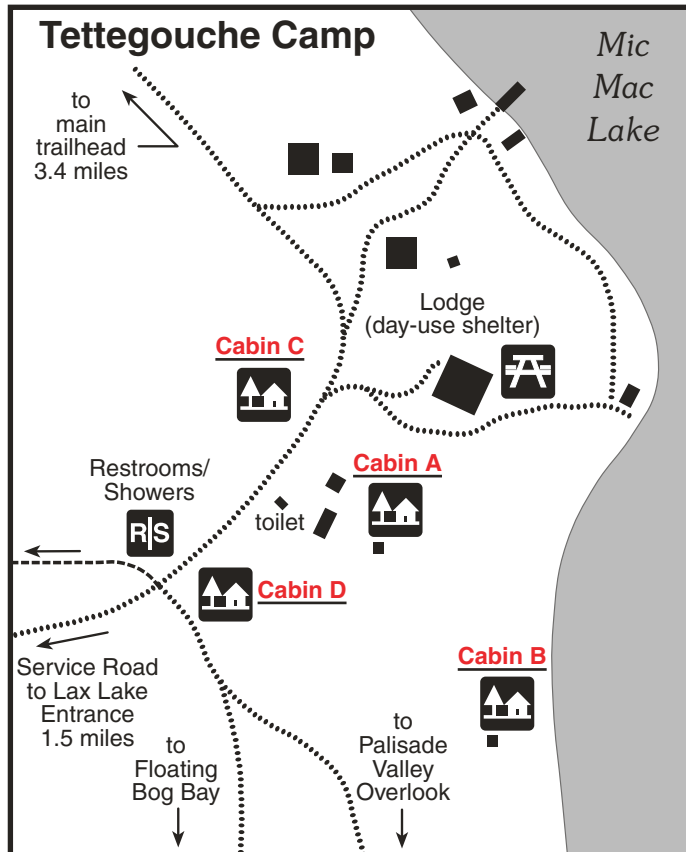 Tettegouche Camp
Mic
Mac
Lake
to
main
trailhead
3.4 miles
Lodge
(day-use shelter)
Cabin C
Cabin A
Restrooms/
Showers
R|S
toilet
Cabin D
Cabin B
Service Road
to Lax Lake
Entrance
1.5 miles
to
Floating
Bog Bay
to
Palisade
Valley
Overlook